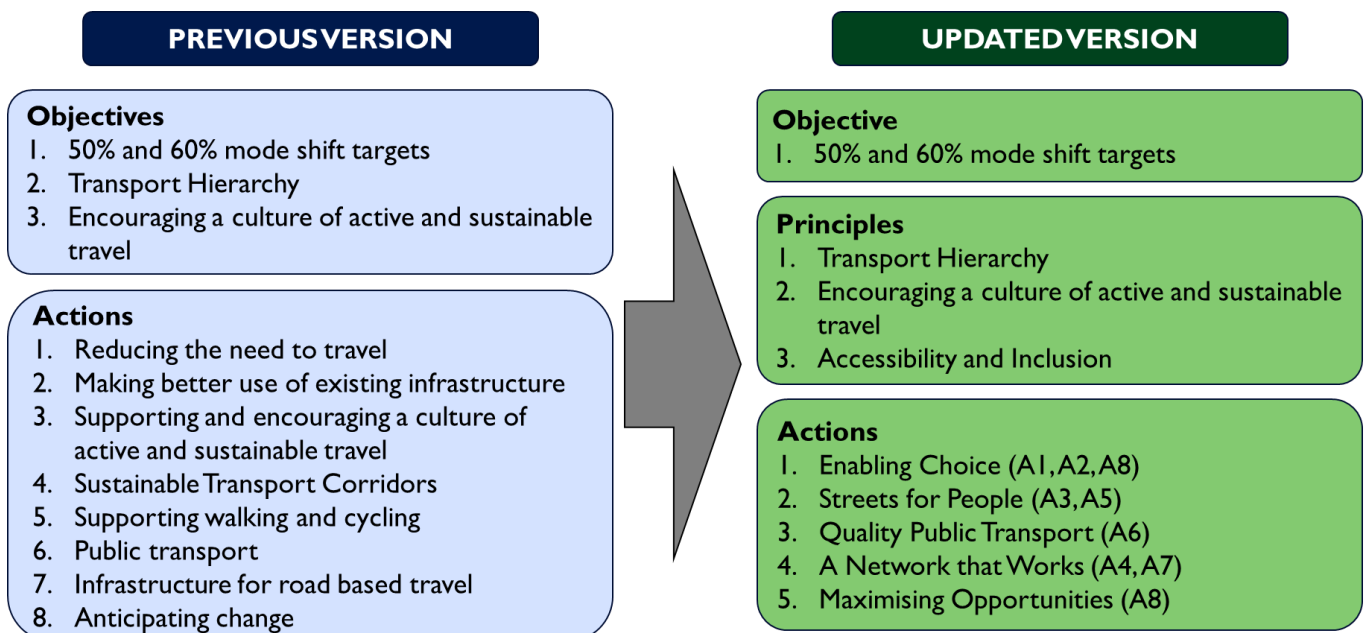 PREVIOUS VERSION
Objectives
1. 50% and 60% mode shift targets
2. Transport Hierarchy
3. Encouraging a culture of active and sustainable
travel
Actions
1. Reducing the need to travel
2. Making better use of existing infrastructure
3. Supporting and encouraging a culture of
active and sustainable travel
4. Sustainable Transport Corridors
5. Supporting walking and cycling
6. Public transport
7. Infrastructure for road based travel
8. Anticipating change
UPDATED VERSION
Objective
1. 50% and 60% mode shift targets
Principles
1. Transport Hierarchy
2. Encouraging a culture of active and sustainable
travel
3. Accessibility and Inclusion
Actions
1. Enabling Choice (A1, A2, A8)
2. Streets for People (A3, A5)
3. Quality Public Transport (A6)
4. A Network that Works (A4, A7)
5. Maximising Opportunities (A8)